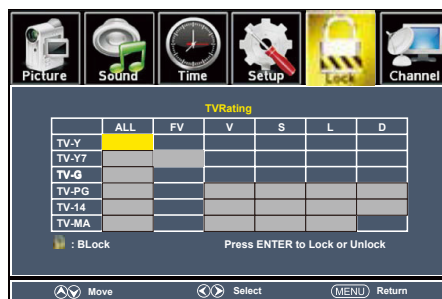 Picture Sound Time Setup Lock Channel
TVRating
ALL FV V S L D
TV-Y
TV-Y7
TV-G
TV-PG
TV-14
TV-MA
: BLock Press ENTER to Lock or Unlock
Move Select MENU Return